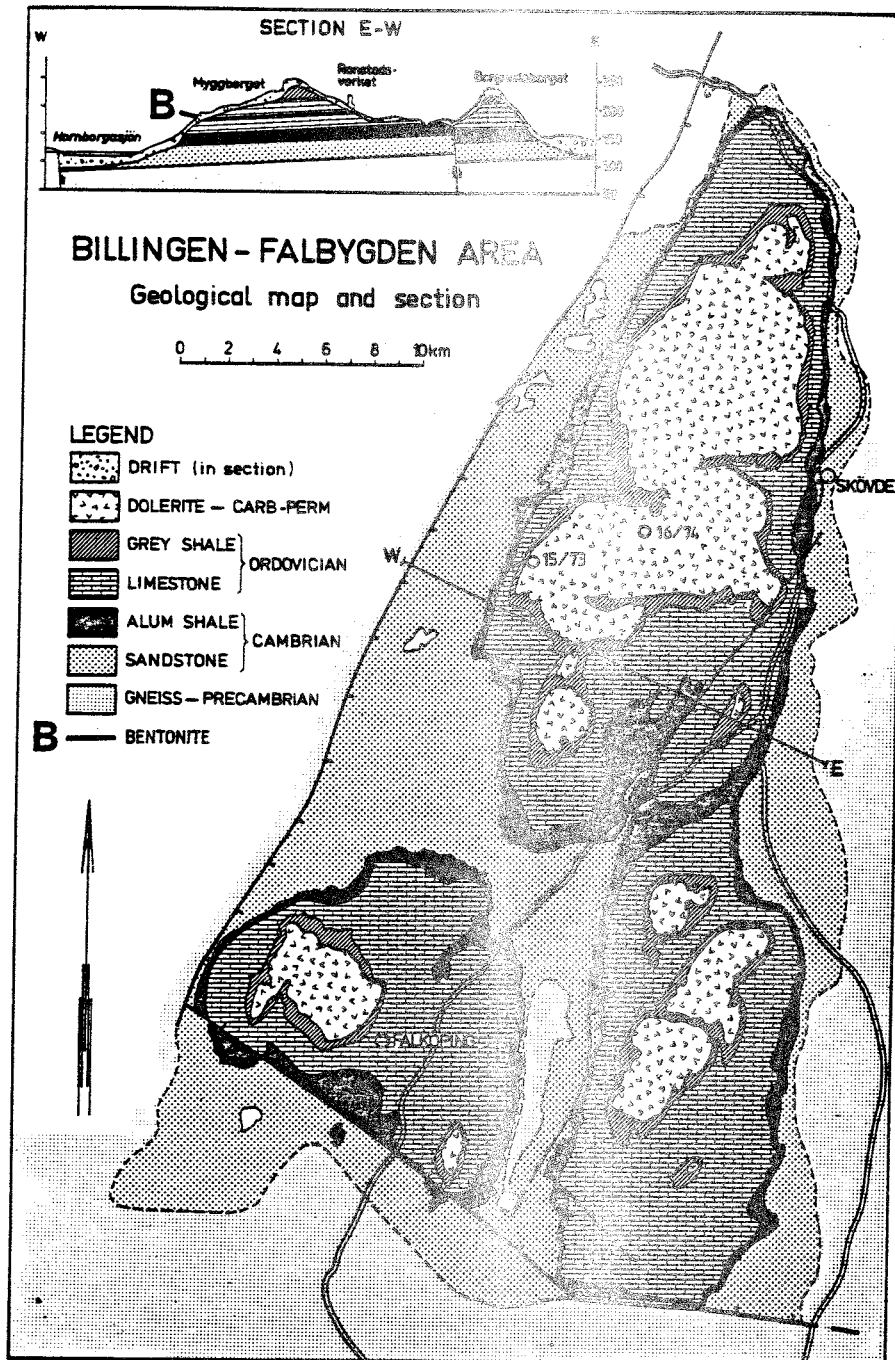 SECTION E-W
W
E
Myggberget
Ranstads-
verket
B
Hornborgasjön
BILLINGEN - FALBYGDEN AREA
Geological map and section
0 2 4 6 8 10km
LEGEND
DRIFT (in section)
DOLERITE - CARB-PERM
GREY SHALE
ORDOVICIAN
LIMESTONE
ALUM SHALE
CAMBRIAN
SANDSTONE
GNEISS - PRECAMBRIAN
B BENTONITE
SKÖVDE
16/74
15/73
W
E
FALKÖPING